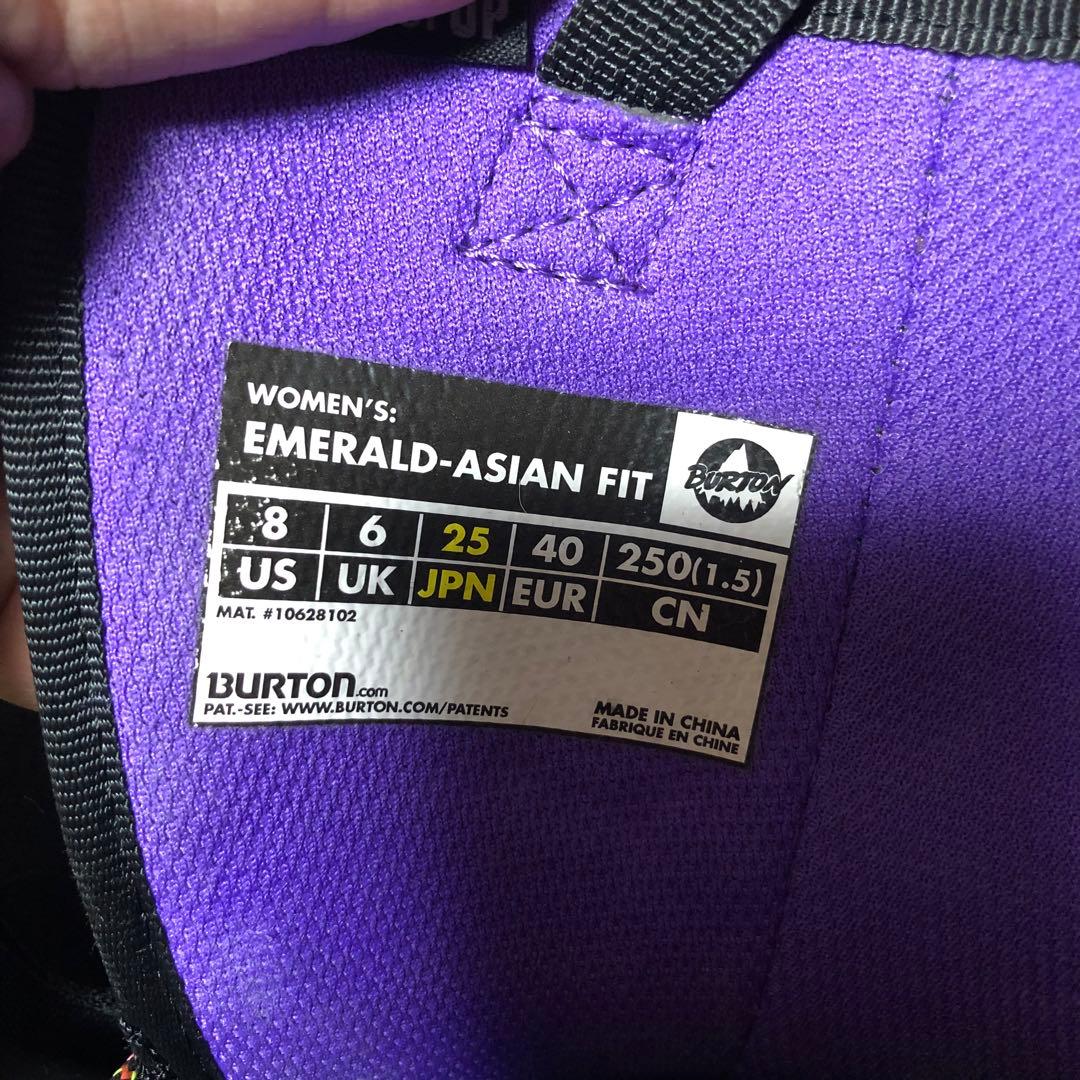 WOMEN'S:
EMERALD-ASIAN FIT
BURTON
8 6 25 40 250(1.5)
US UK JPN EUR CN
MAT. #10628102
BURTON.com
PAT.-SEE: WWW.BURTON.COM/PATENTS
MADE IN CHINA
FABRIQUE EN CHINE